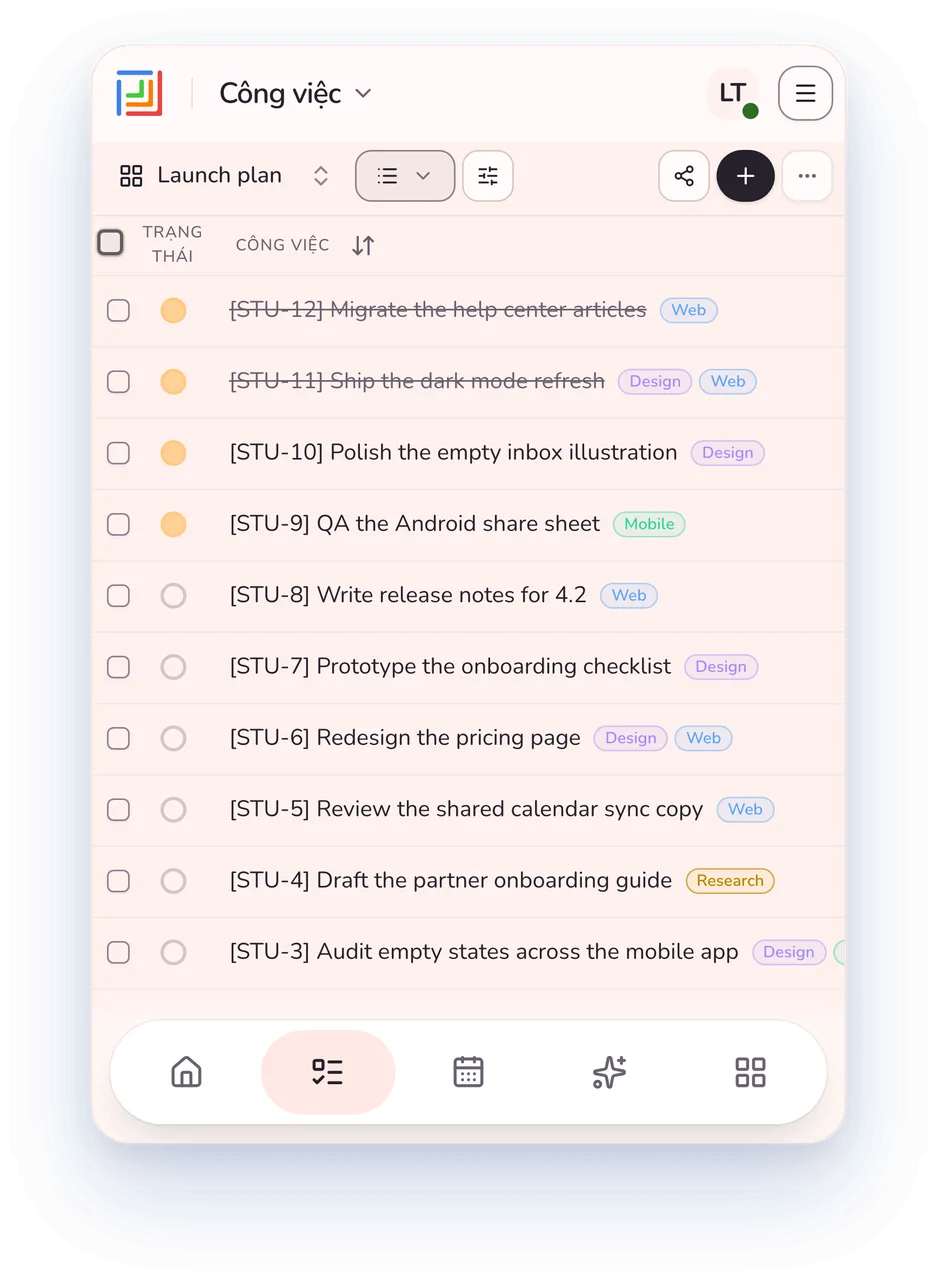 Công việc
LT
Launch plan
TRẠNG
THÁI
CÔNG VIỆC
[STU-12] Migrate the help center articles Web
[STU-11] Ship the dark mode refresh Design Web
[STU-10] Polish the empty inbox illustration Design
[STU-9] QA the Android share sheet Mobile
[STU-8] Write release notes for 4.2 Web
[STU-7] Prototype the onboarding checklist Design
[STU-6] Redesign the pricing page Design Web
[STU-5] Review the shared calendar sync copy Web
[STU-4] Draft the partner onboarding guide Research
[STU-3] Audit empty states across the mobile app Design